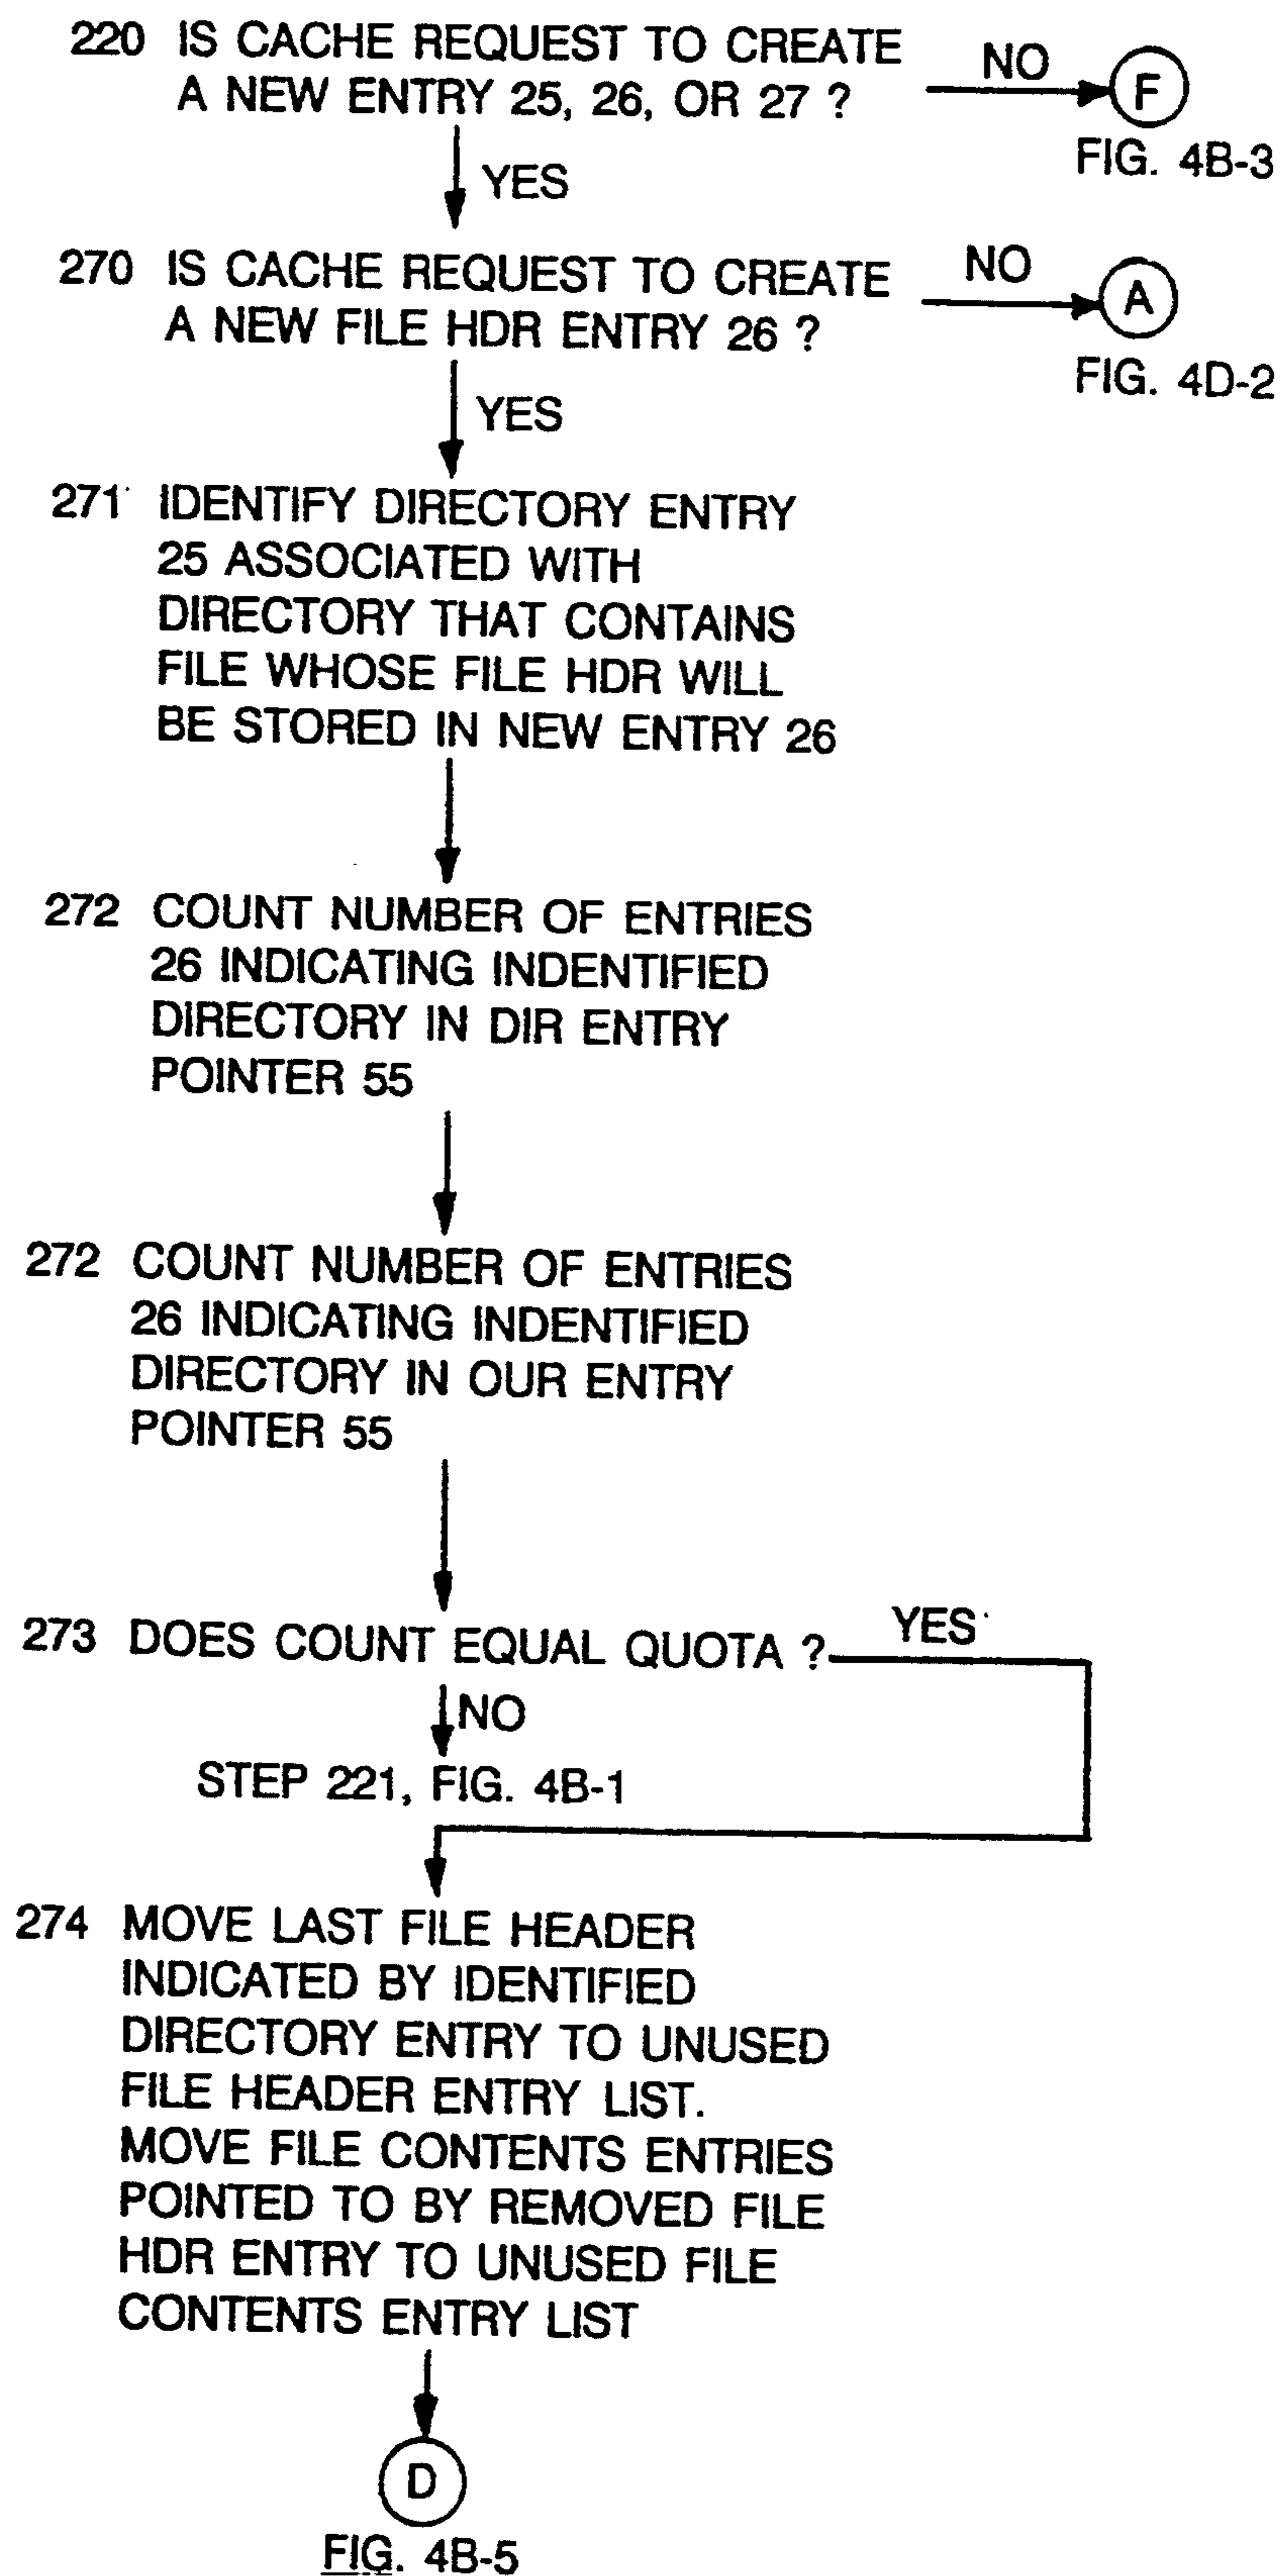 220 IS CACHE REQUEST TO CREATE
A NEW ENTRY 25, 26, OR 27 ?
NO
F
FIG. 4B-3
YES
270 IS CACHE REQUEST TO CREATE
A NEW FILE HDR ENTRY 26 ?
NO
A
FIG. 4D-2
YES
271 IDENTIFY DIRECTORY ENTRY
25 ASSOCIATED WITH
DIRECTORY THAT CONTAINS
FILE WHOSE FILE HDR WILL
BE STORED IN NEW ENTRY 26
272 COUNT NUMBER OF ENTRIES
26 INDICATING INDENTIFIED
DIRECTORY IN DIR ENTRY
POINTER 55
272 COUNT NUMBER OF ENTRIES
26 INDICATING INDENTIFIED
DIRECTORY IN OUR ENTRY
POINTER 55
273 DOES COUNT EQUAL QUOTA ?
YES
NO
STEP 221, FIG. 4B-1
274 MOVE LAST FILE HEADER
INDICATED BY IDENTIFIED
DIRECTORY ENTRY TO UNUSED
FILE HEADER ENTRY LIST.
MOVE FILE CONTENTS ENTRIES
POINTED TO BY REMOVED FILE
HDR ENTRY TO UNUSED FILE
CONTENTS ENTRY LIST
D
FIG. 4B-5